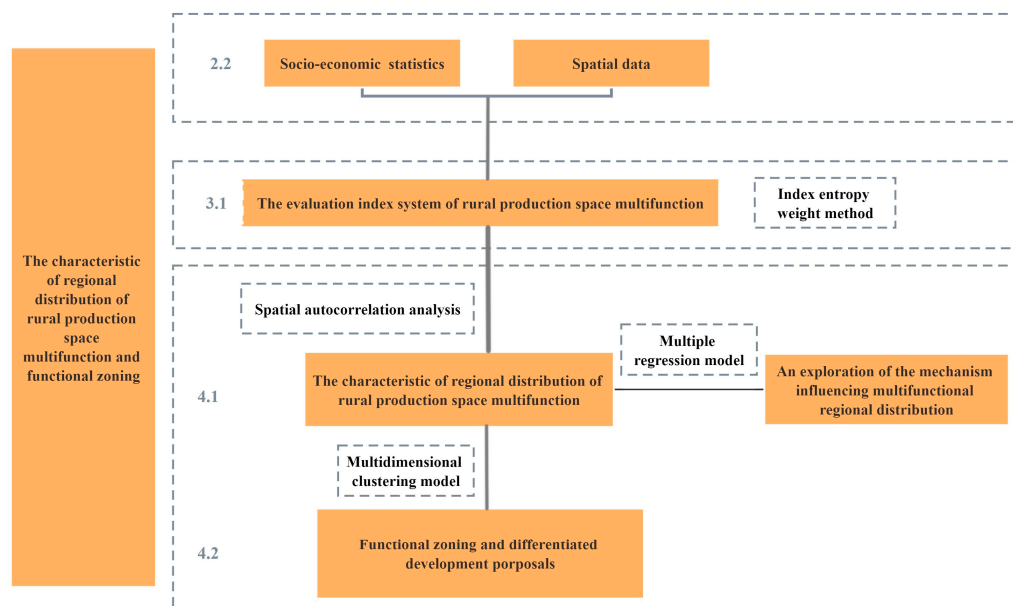 The characteristic
of regional
distribution of
rural production
space
multifunction and
functional zoning
2.2
Socio-economic statistics
Spatial data
3.1
The evaluation index system of rural production space multifunction
Index entropy
weight method
Spatial autocorrelation analysis
Multiple
regression model
4.1
The characteristic of regional distribution of
rural production space multifunction
An exploration of the mechanism
influencing multifunctional
regional distribution
Multidimensional
clustering model
4.2
Functional zoning and differentiated
development porposals